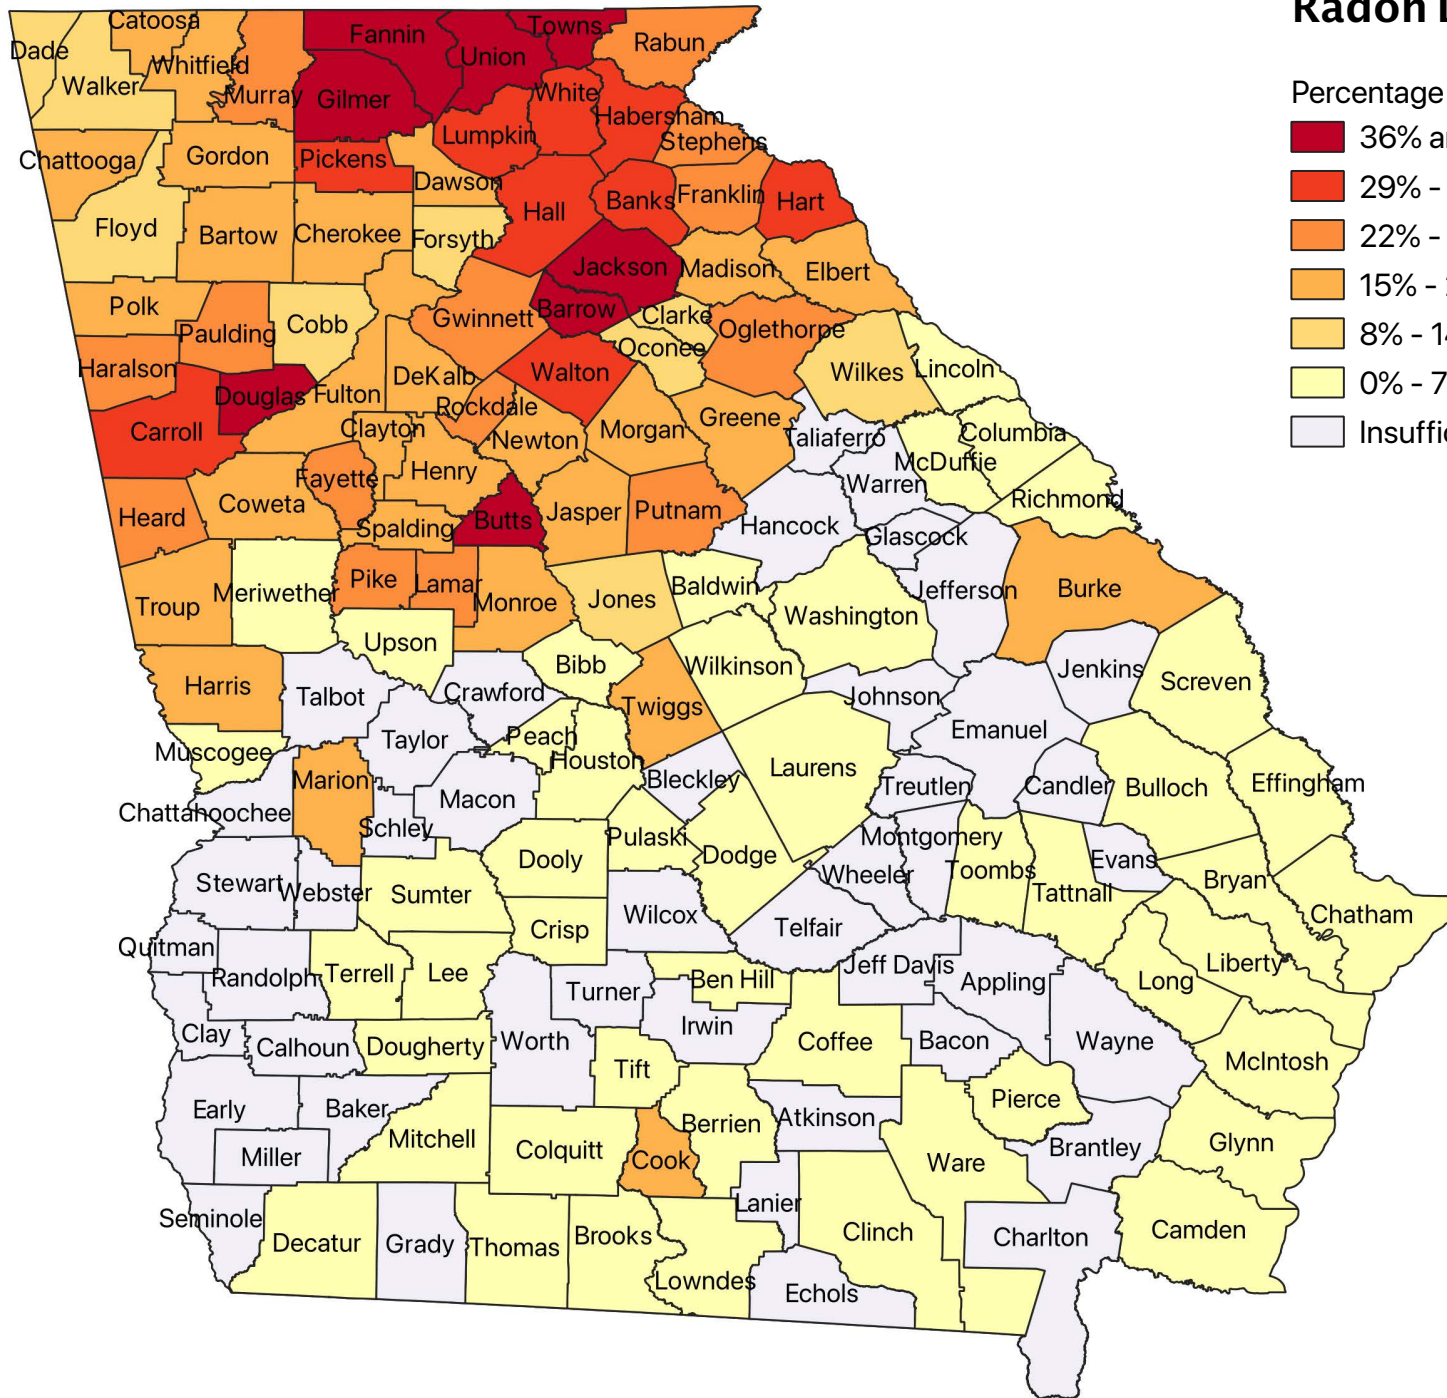 Radon
Percentage
36%
29% -
22% -
15% -
8% -
0% - 7
Catoosa
Fannin
Towns
Dade
Union
Rabun
Whitfield
Walker
Murray
Gilmer
White
Habersham
Lumpkin
Stephens
Chattooga
Gordon
Pickens
Dawson
Banks
Franklin
Hart
Hall
Floyd
Bartow
Cherokee
Forsyth
Jackson
Madison
Elbert
Polk
Paulding
Cobb
Gwinnett
Barrow
Clarke
Oglethorpe
Oconee
Haralson
Douglas
Fulton
DeKalb
Walton
Wilkes
Lincoln
Rockdale
Carroll
Clayton
Newton
Morgan
Greene
Taliaferro
Columbia
McDuffie
Fayette
Henry
Warren
Richmond
Heard
Coweta
Spalding
Butts
Jasper
Putnam
Hancock
Glascock
Troup
Meriwether
Pike
Lamar
Monroe
Jones
Baldwin
Washington
Jefferson
Burke
Upson
Bibb
Wilkinson
Jenkins
Screven
Harris
Talbot
Crawford
Twiggs
Johnson
Taylor
Peach
Emanuel
Muscogee
Marion
Houston
Bleckley
Laurens
Treutlen
Candler
Bulloch
Effingham
Chattahoochee
Schley
Macon
Pulaski
Dodge
Montgomery
Stewart
Webster
Sumter
Dooly
Wheeler
Toombs
Tattnall
Evans
Bryan
Chatham
Crisp
Wilcox
Telfair
Quitman
Randolph
Terrell
Lee
Turner
Ben Hill
Jeff Davis
Appling
Long
Liberty
Clay
Calhoun
Dougherty
Worth
Irwin
Coffee
Bacon
Wayne
McIntosh
Tift
Early
Baker
Mitchell
Berrien
Atkinson
Pierce
Miller
Colquitt
Cook
Ware
Brantley
Glynn
Seminole
Decatur
Grady
Thomas
Brooks
Lanier
Clinch
Charlton
Camden
Lowndes
Echols